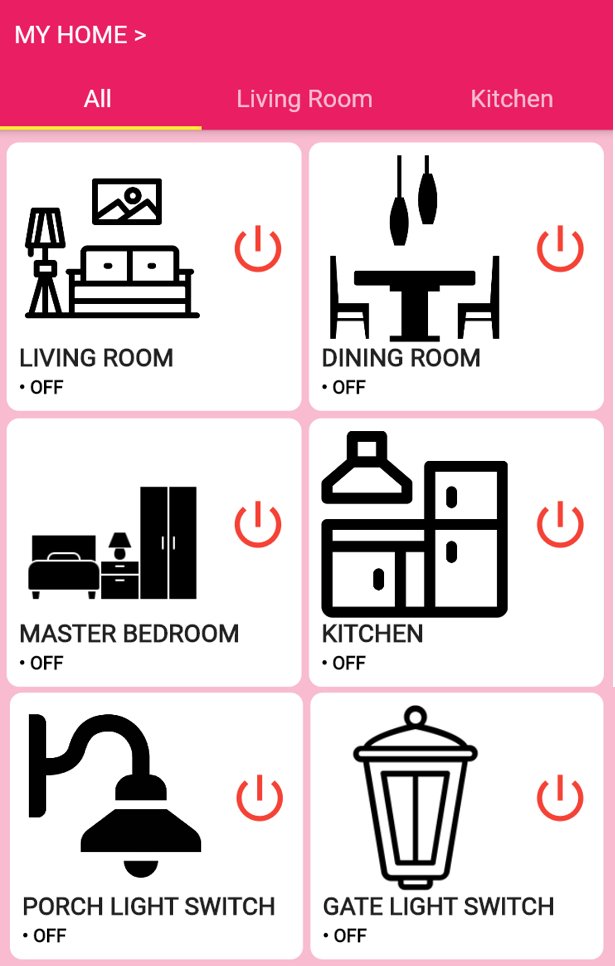 MY HOME >
All Living Room Kitchen
LIVING ROOM
• OFF
DINING ROOM
• OFF
MASTER BEDROOM
• OFF
KITCHEN
• OFF
PORCH LIGHT SWITCH
• OFF
GATE LIGHT SWITCH
• OFF